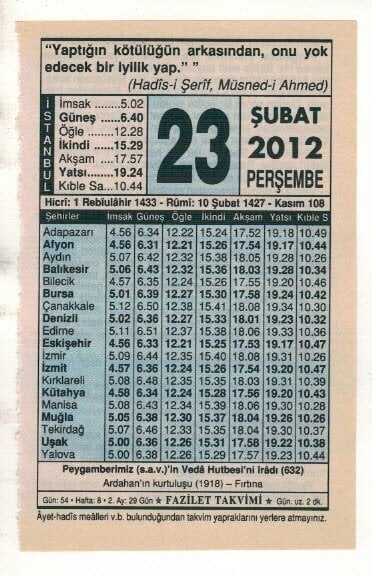 “Yaptığın kötülüğün arkasından, onu yok
edecek bir iyilik yap.” ”
(Hadîs-i Şerîf, Müsned-i Ahmed)
İSTANBUL
İmsak ........5.02
Güneş ......6.40
Öğle ........12.28
İkindi ......15.29
Akşam ....17.57
Yatsı.......19.24
Kıble Sa...10.44
23
ŞUBAT
2012
PERŞEMBE
Hicrî: 1 Rebîulâhir 1433 - Rûmî: 10 Şubat 1427 - Kasım 108
Şehirler İmsak Güneş Öğle İkindi Akşam Yatsı Kıble S
Adapazarı 4.56 6.34 12.22 15.24 17.52 19.18 10.49
Afyon 4.56 6.31 12.21 15.26 17.54 19.17 10.44
Aydın 5.07 6.42 12.32 15.38 18.05 19.28 10.26
Balıkesir 5.06 6.43 12.32 15.36 18.03 19.28 10.34
Bilecik 4.57 6.35 12.24 15.26 17.55 19.20 10.46
Bursa 5.01 6.39 12.27 15.30 17.58 19.24 10.42
Çanakkale 5.12 6.50 12.38 15.41 18.08 19.34 10.30
Denizli 5.02 6.36 12.27 15.33 18.01 19.23 10.32
Edirne 5.11 6.51 12.37 15.38 18.06 19.33 10.36
Eskişehir 4.56 6.33 12.21 15.25 17.53 19.17 10.47
İzmir 5.09 6.44 12.35 15.40 18.08 19.31 10.26
İzmit 4.57 6.36 12.24 15.26 17.54 19.20 10.47
Kırklareli 5.08 6.48 12.35 15.35 18.03 19.31 10.39
Kütahya 4.58 6.34 12.24 15.28 17.56 19.20 10.43
Manisa 5.08 6.43 12.34 15.39 18.06 19.30 10.28
Muğla 5.05 6.38 12.30 15.37 18.04 19.26 10.26
Tekirdağ 5.07 6.46 12.33 15.35 18.04 19.30 10.37
Uşak 5.00 6.36 12.26 15.31 17.58 19.22 10.38
Yalova 5.00 6.38 12.26 15.29 17.57 19.23 10.44
Peygamberimiz (s.a.v.)'in Vedâ Hutbesi'ni irâdı (632)
Ardahan'ın kurtuluşu (1918) – Fırtına
Gün: 54 • Hafta: 8 • 2. Ay: 29 Gün ★ FAZİLET TAKVİMİ ★ Gün. uz. 2 dk.
Âyet-hadîs meâlleri v.b. bulunduğundan takvim yapraklarını yerlere atmayınız.